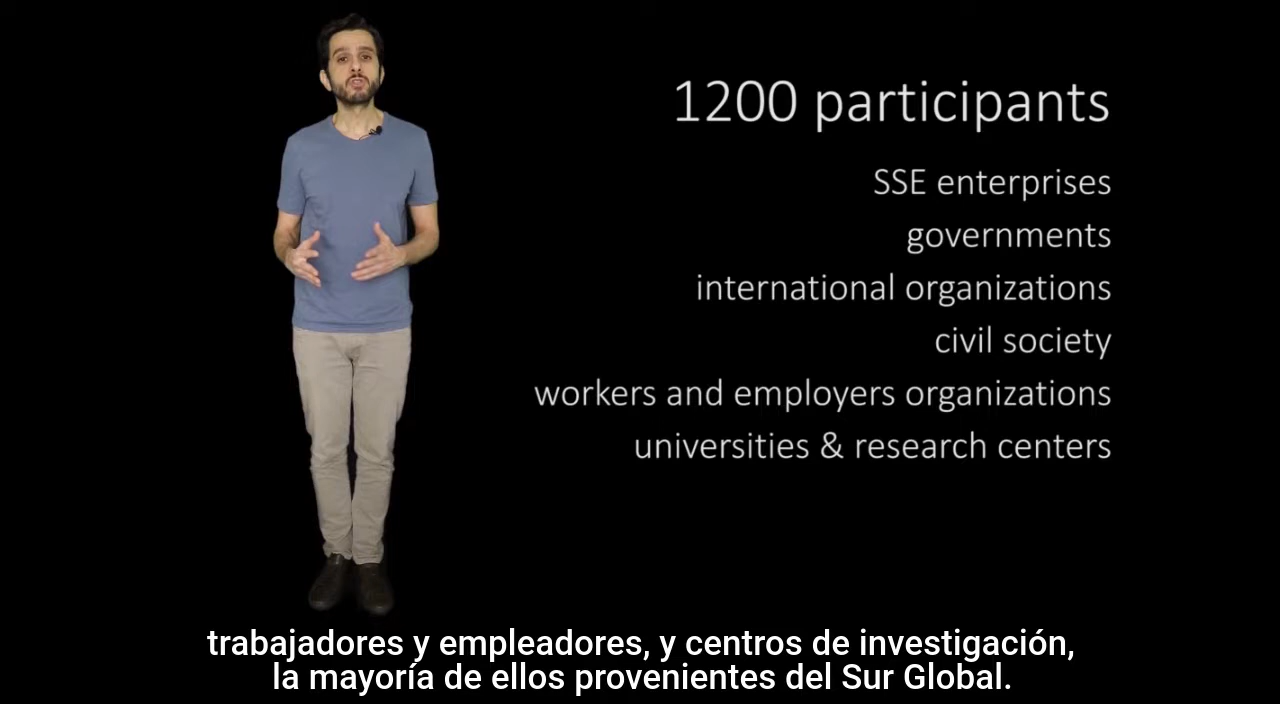 1200 participants
SSE enterprises
governments
international organizations
civil society
workers and employers organizations
universities & research centers
trabajadores y empleadores, y centros de investigación,
la mayoría de ellos provenientes del Sur Global.